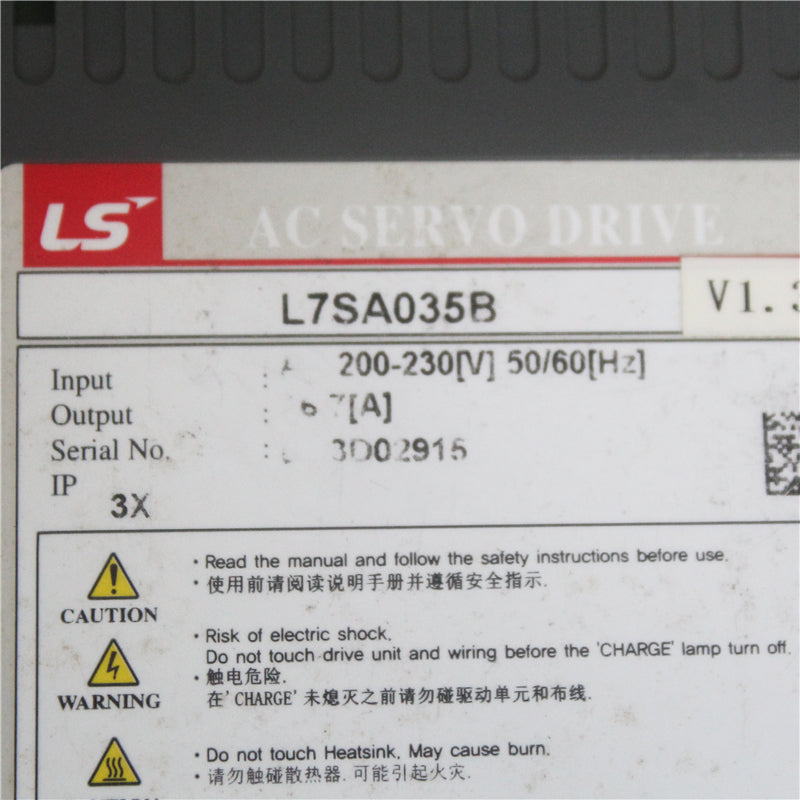 LS
AC SERVO DRIVE
L7SA035B
V1.3
Input : 200-230[V] 50/60[Hz]
Output : [A]
Serial No. : 3D02915
IP 3X
· Read the manual and follow the safety instructions before use.
· 使用前请阅读说明手册并遵循安全指示.
CAUTION
· Risk of electric shock.
Do not touch drive unit and wiring before the 'CHARGE' lamp turn off.
· 触电危险.
在'CHARGE'未熄灭之前请勿碰驱动单元和布线.
WARNING
· Do not touch Heatsink, May cause burn.
· 请勿触碰散热器. 可能引起火灾.